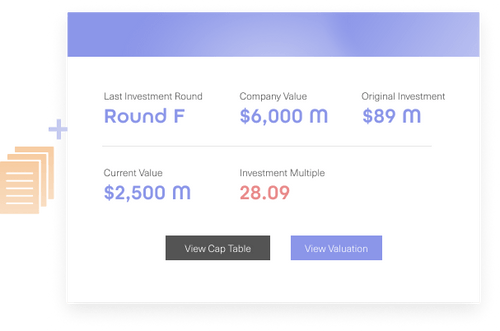 Last Investment Round
Company Value
Original Investment
Round F
$6,000 M
$89 M
Current Value
Investment Multiple
$2,500 M
28.09
View Cap Table
View Valuation